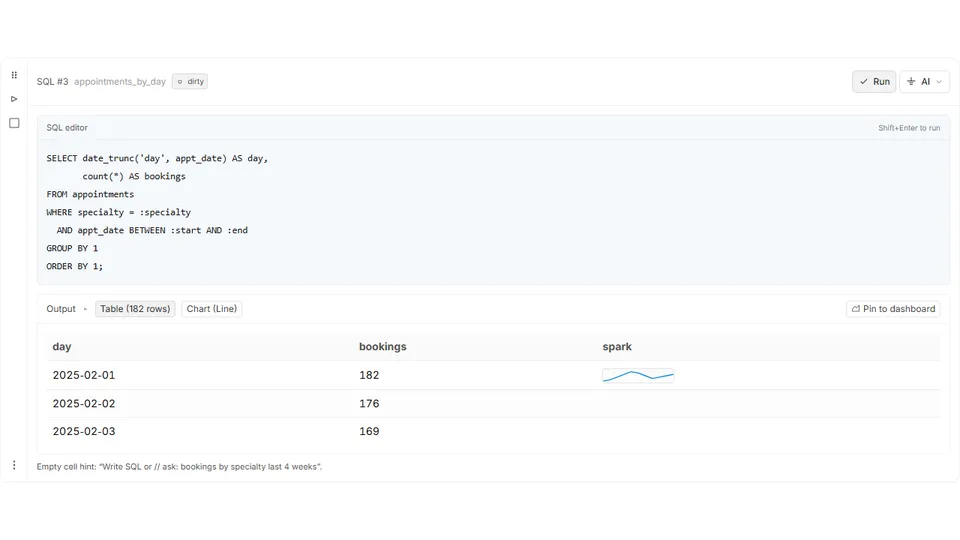 SQL #3 appointments_by_day dirty
Run AI
SQL editor Shift+Enter to run
SELECT date_trunc('day', appt_date) AS day,
count(*) AS bookings
FROM appointments
WHERE specialty = :specialty
AND appt_date BETWEEN :start AND :end
GROUP BY 1
ORDER BY 1;
Output Table (182 rows) Chart (Line) Pin to dashboard
day bookings spark
2025-02-01 182
2025-02-02 176
2025-02-03 169
Empty cell hint: “Write SQL or // ask: bookings by specialty last 4 weeks”.